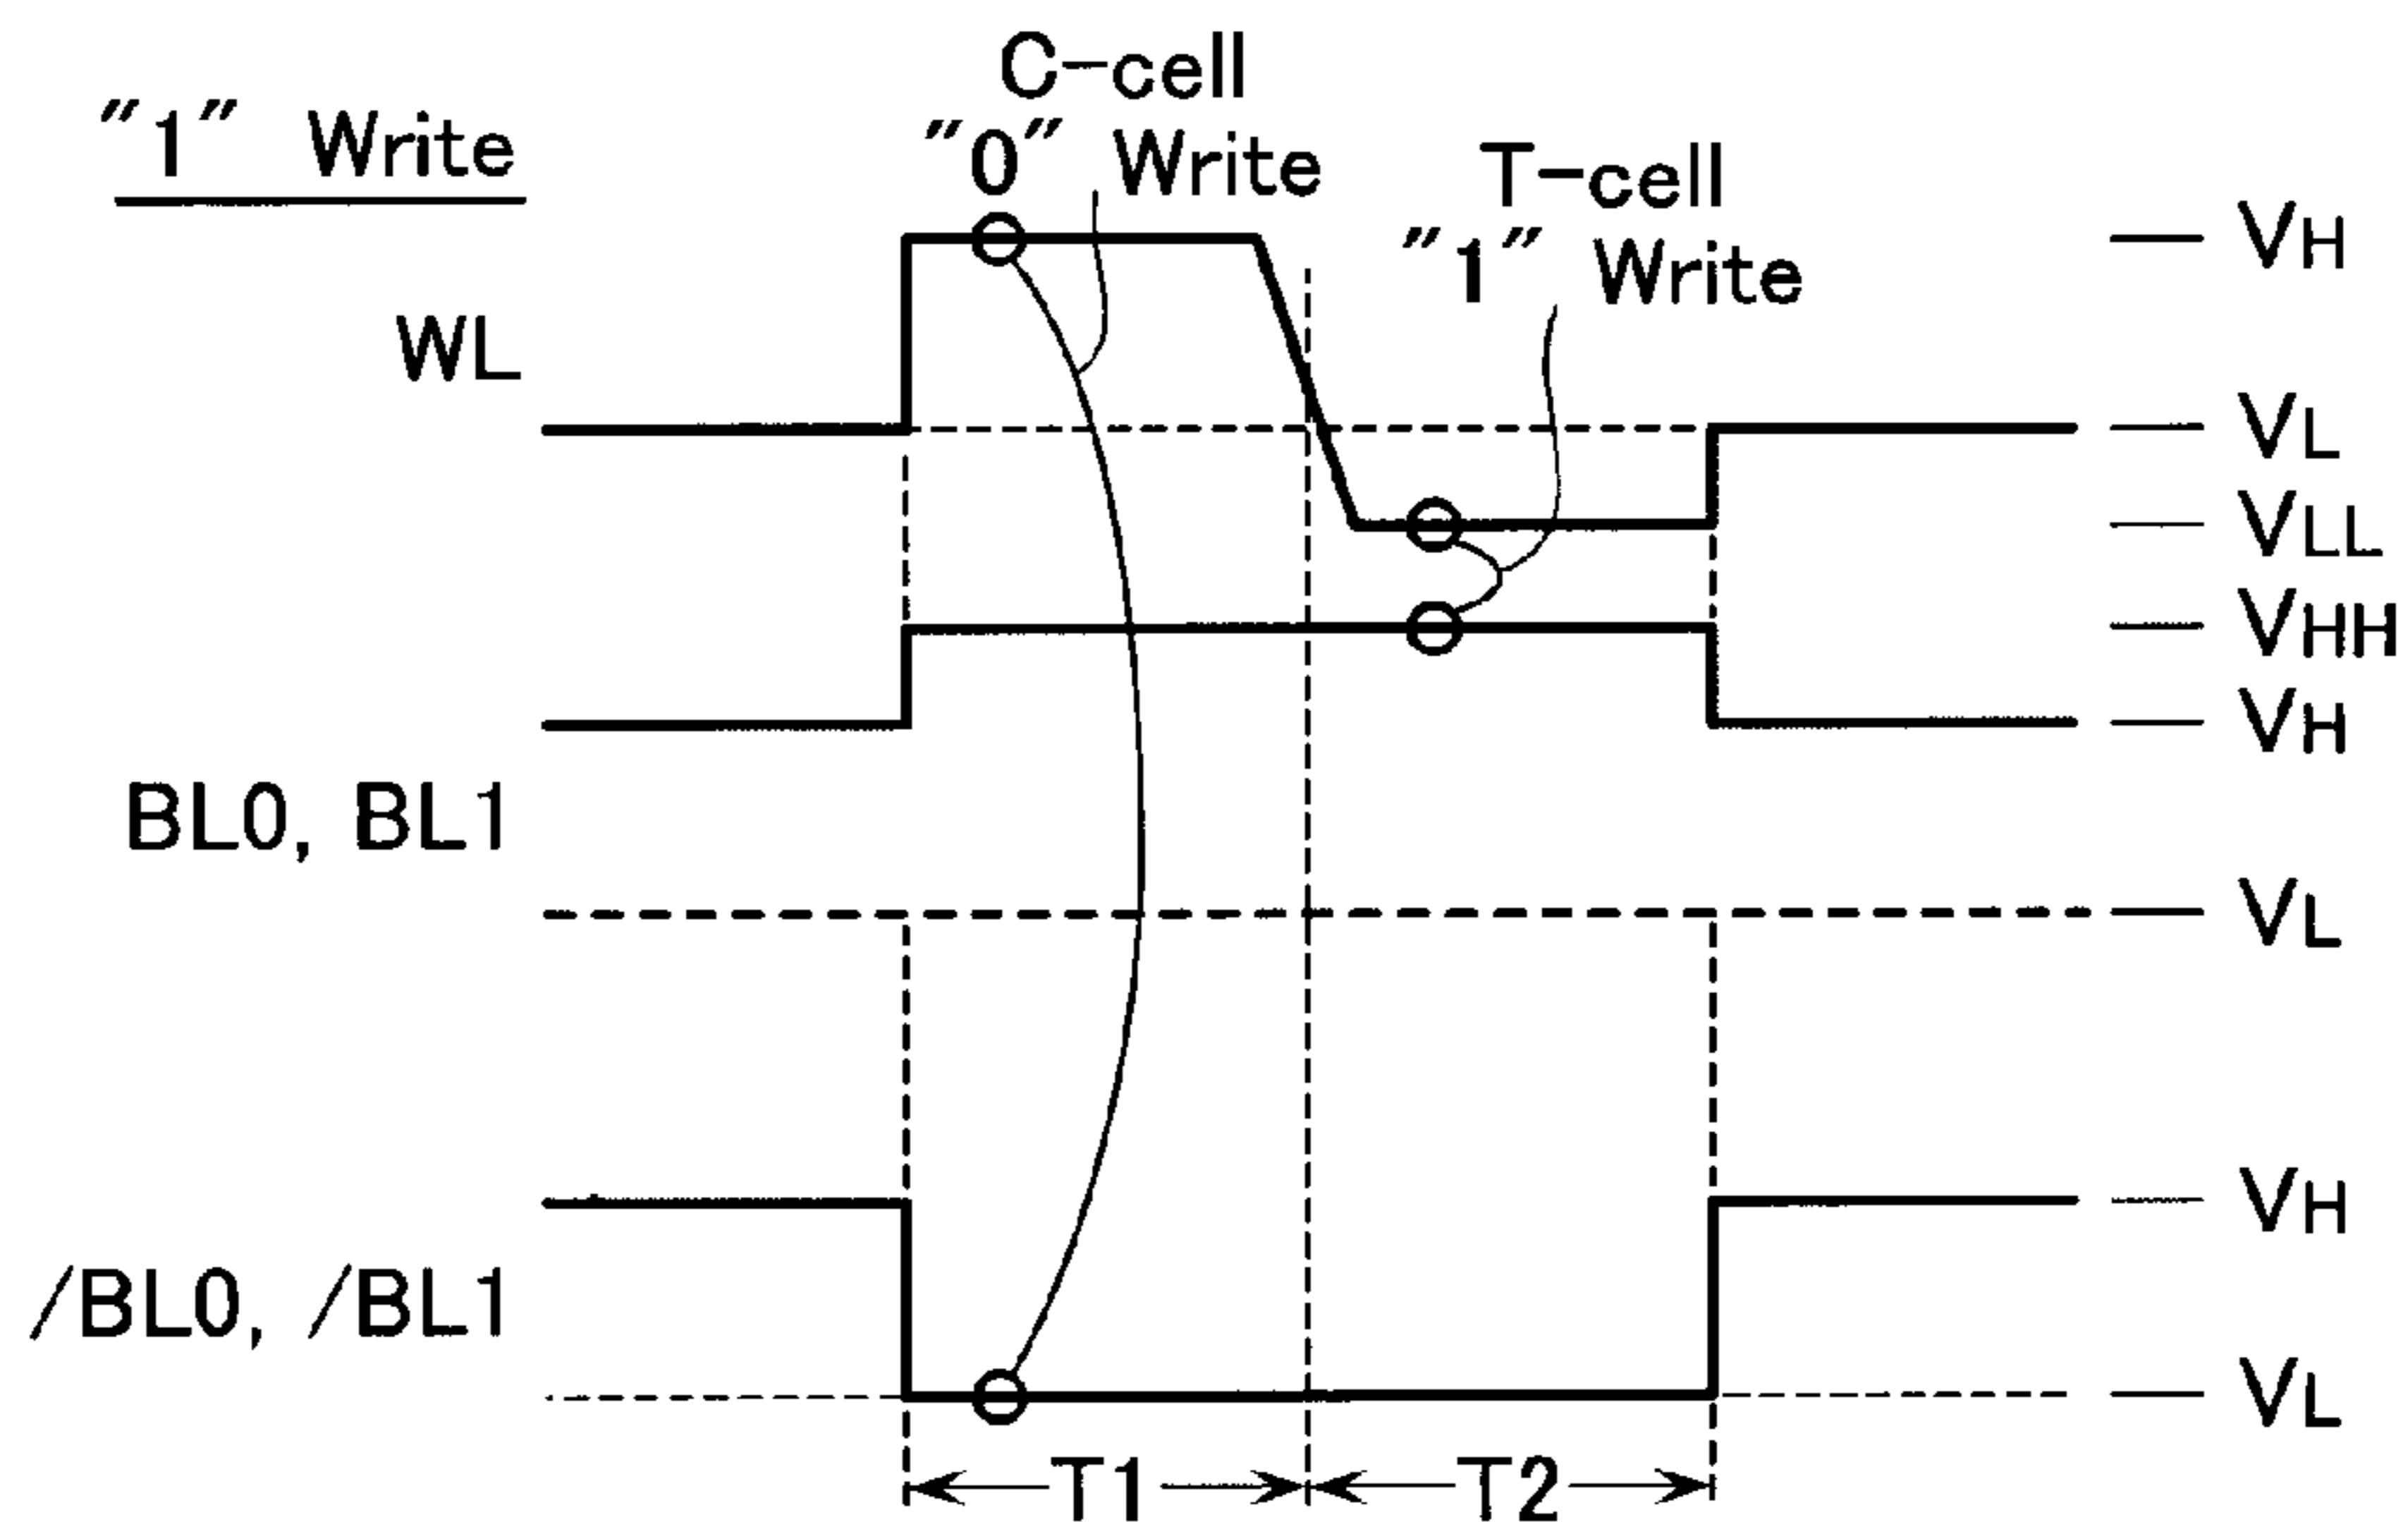 C-cell
"1" Write
"0" Write
T-cell
"1" Write
VH
WL
VL
VLL
VHH
VH
BL0, BL1
VL
VH
/BL0, /BL1
VL
T1
T2